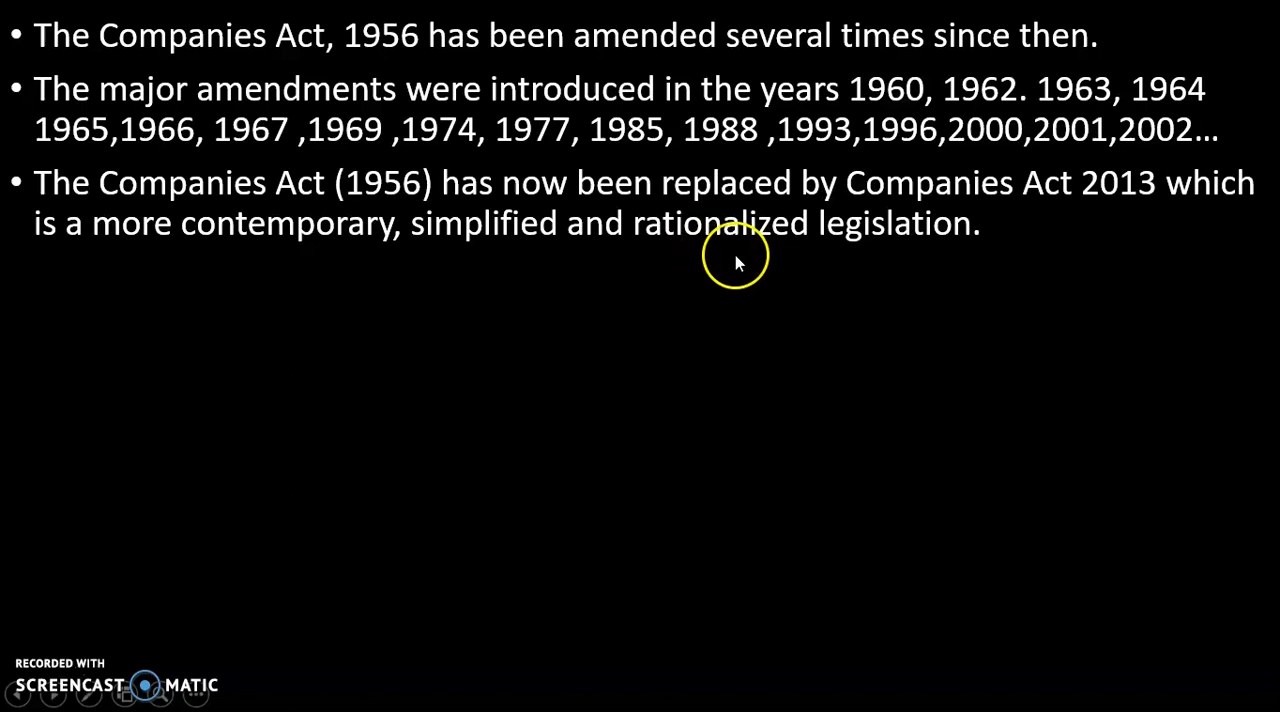 • The Companies Act, 1956 has been amended several times since then.
• The major amendments were introduced in the years 1960, 1962. 1963, 1964
1965,1966, 1967 ,1969 ,1974, 1977, 1985, 1988 ,1993,1996,2000,2001,2002...
• The Companies Act (1956) has now been replaced by Companies Act 2013 which
is a more contemporary, simplified and rationalized legislation.
RECORDED WITH
SCREENCAST MATIC